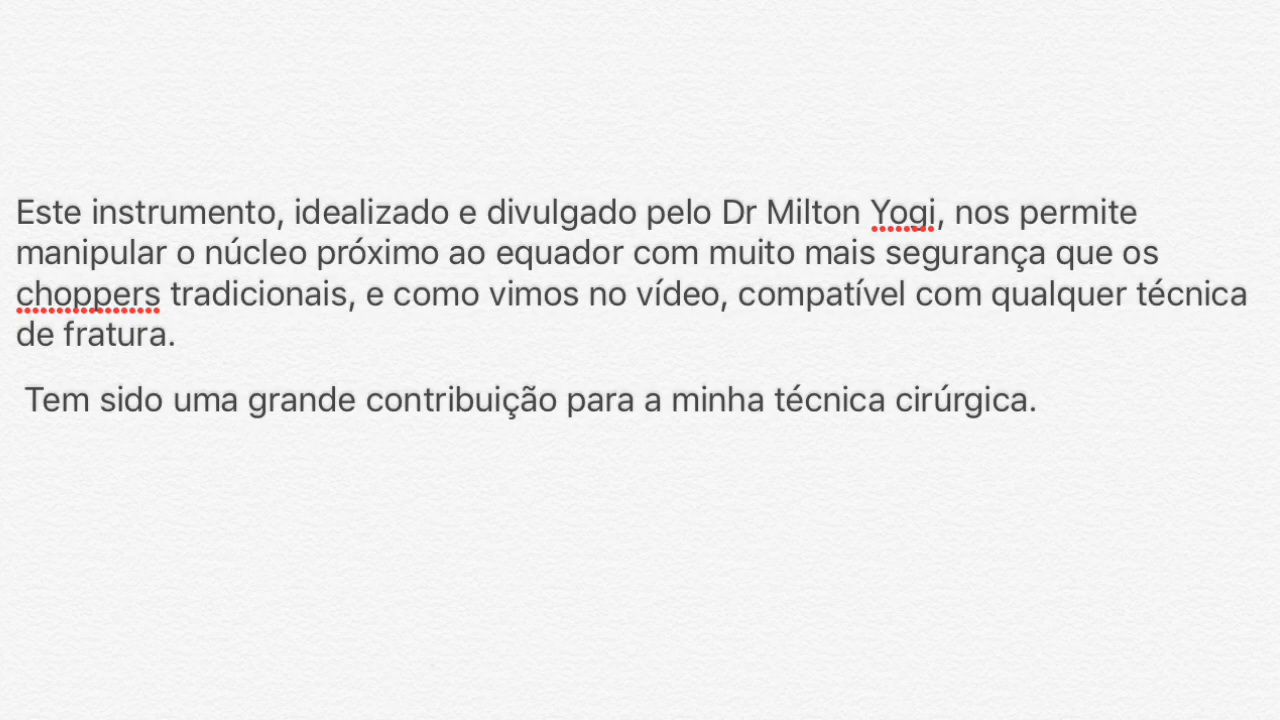 Este instrumento, idealizado e divulgado pelo Dr Milton Yogi, nos permite
manipular o núcleo próximo ao equador com muito mais segurança que os
choppers tradicionais, e como vimos no vídeo, compatível com qualquer técnica
de fratura.
Tem sido uma grande contribuição para a minha técnica cirúrgica.